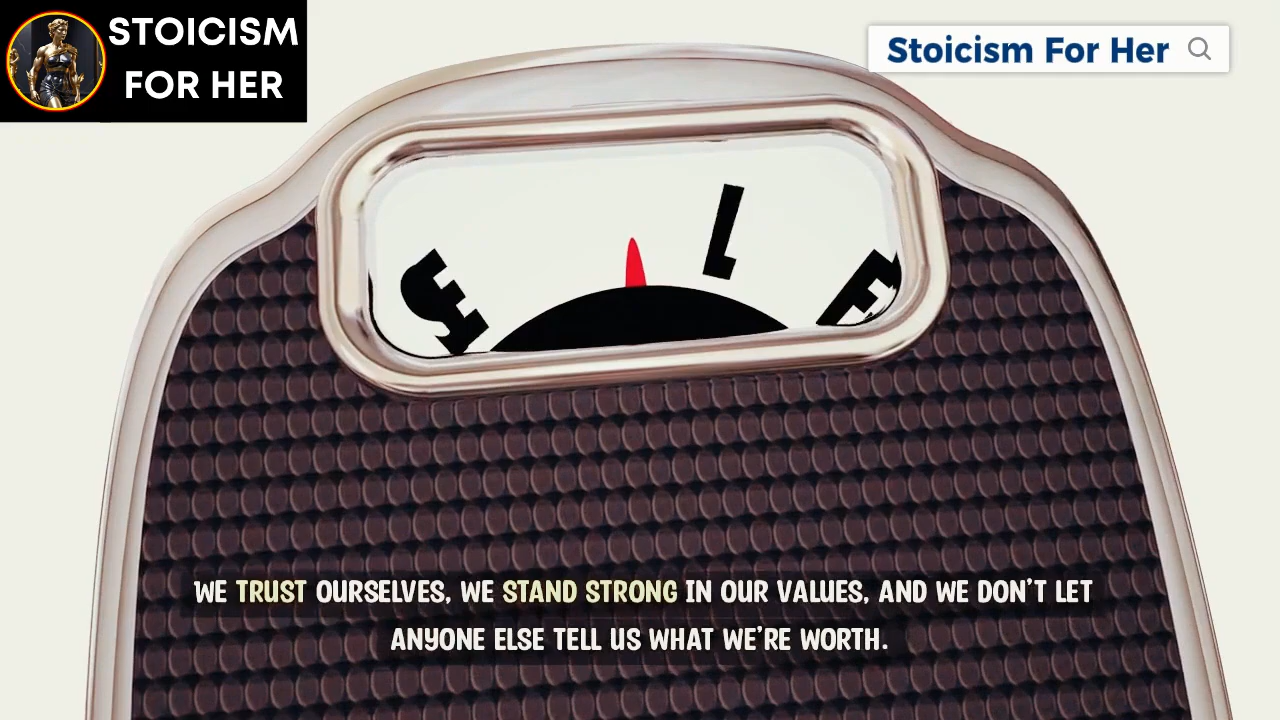 STOICISM
FOR HER
Stoicism For Her
WE TRUST OURSELVES, WE STAND STRONG IN OUR VALUES, AND WE DON'T LET
ANYONE ELSE TELL US WHAT WE'RE WORTH.